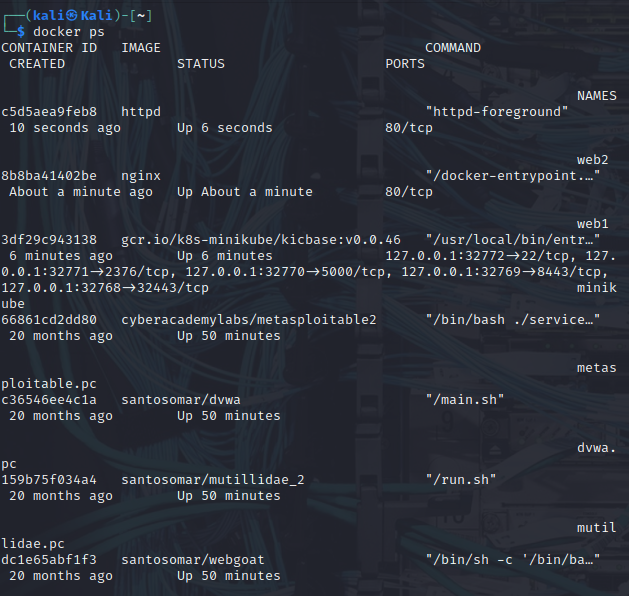 ┌──(kali㉿Kali)-[~]
└─$ docker ps
CONTAINER ID   IMAGE                                 COMMAND
 CREATED              STATUS                    PORTS
NAMES
c5d5aea9feb8   httpd                                 "httpd-foreground"
 10 seconds ago       Up 6 seconds              80/tcp
web2
8b8ba41402be   nginx                                 "/docker-entrypoint.…"
 About a minute ago   Up About a minute         80/tcp
web1
3df29c943138   gcr.io/k8s-minikube/kicbase:v0.0.46   "/usr/local/bin/entr…"
 6 minutes ago        Up 6 minutes              127.0.0.1:32772→22/tcp, 127.
0.0.1:32771→2376/tcp, 127.0.0.1:32770→5000/tcp, 127.0.0.1:32769→8443/tcp,
127.0.0.1:32768→32443/tcp                                              minik
ube
66861cd2dd80   cyberacademylabs/metasploitable2      "/bin/bash ./service…"
 20 months ago        Up 50 minutes
metas
ploitable.pc
c36546ee4c1a   santosomar/dvwa                       "/main.sh"
 20 months ago        Up 50 minutes
dvwa.
pc
159b75f034a4   santosomar/mutillidae_2               "/run.sh"
 20 months ago        Up 50 minutes
mutil
lidae.pc
dc1e65abf1f3   santosomar/webgoat                    "/bin/sh -c '/bin/ba…"
 20 months ago        Up 50 minutes